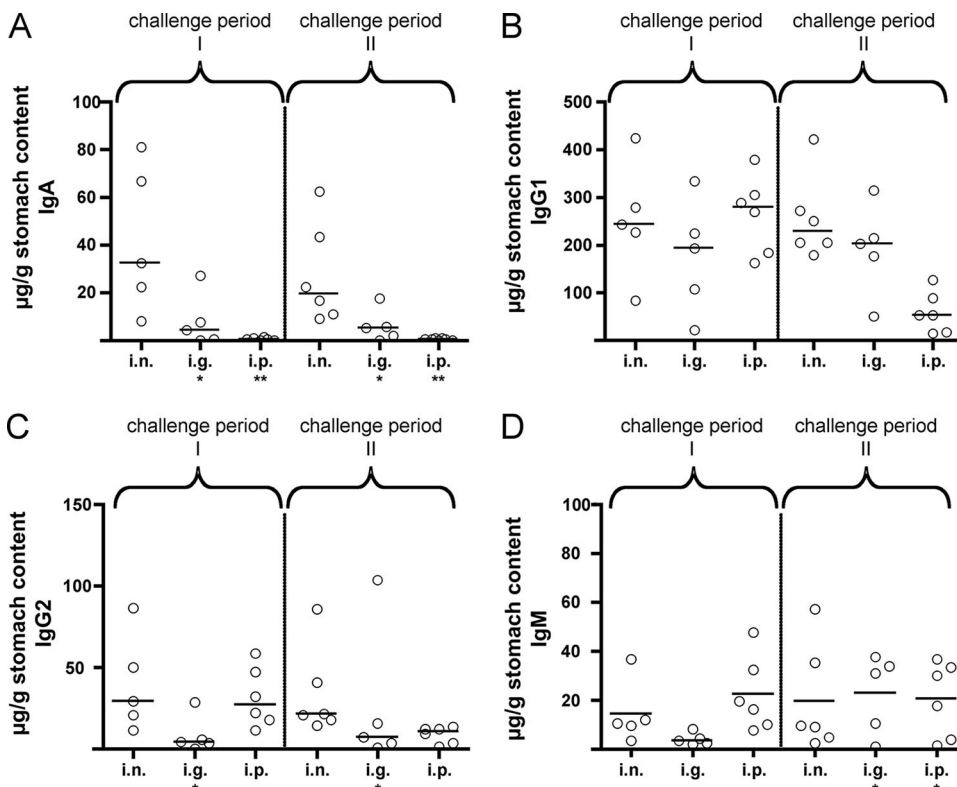 A
challenge period
I
challenge period
II
µg/g stomach content
IgA
100
80
60
40
20
i.n.
i.g.
i.p.
i.n.
i.g.
i.p.
*
**
*
**
B
challenge period
I
challenge period
II
µg/g stomach content
IgG1
500
400
300
200
100
i.n.
i.g.
i.p.
i.n.
i.g.
i.p.
C
challenge period
I
challenge period
II
µg/g stomach content
IgG2
150
100
50
i.n.
i.g.
i.p.
i.n.
i.g.
i.p.
*
*
D
challenge period
I
challenge period
II
µg/g stomach content
IgM
100
80
60
40
20
0
i.n.
i.g.
i.p.
i.n.
i.g.
i.p.
*
*